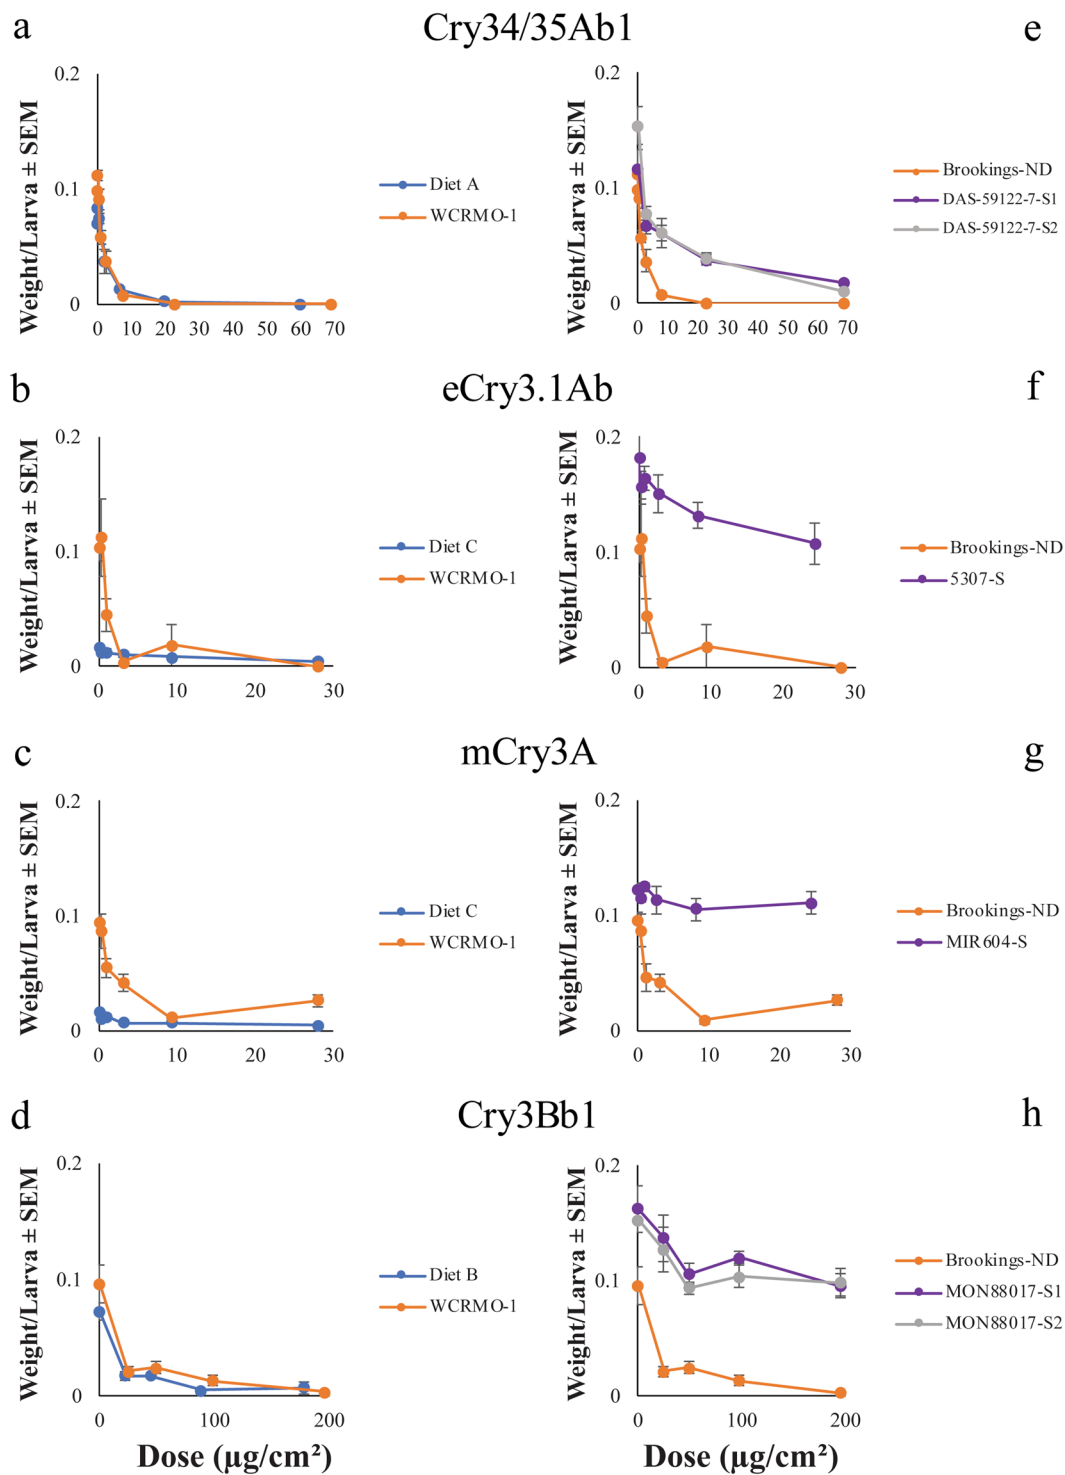 a
Cry34/35Ab1
e
Weight/Larva ± SEM
0.2
0.1
0
0 10 20 30 40 50 60 70
Diet A
WCRMO-1
Weight/Larva ± SEM
0.2
0.1
0
0 10 20 30 40 50 60 70
Brookings-ND
DAS-59122-7-S1
DAS-59122-7-S2
b
eCry3.1Ab
f
Weight/Larva ± SEM
0.2
0.1
0
0 10 20 30
Diet C
WCRMO-1
Weight/Larva ± SEM
0.2
0.1
0
0 10 20 30
Brookings-ND
5307-S
c
mCry3A
g
Weight/Larva ± SEM
0.2
0.1
0
0 10 20 30
Diet C
WCRMO-1
Weight/Larva ± SEM
0.2
0.1
0
0 10 20 30
Brookings-ND
MIR604-S
d
Cry3Bb1
h
Weight/Larva ± SEM
0.2
0.1
0
0 100 200
Diet B
WCRMO-1
Dose (µg/cm²)
Weight/Larva ± SEM
0.2
0.1
0
0 100 200
Brookings-ND
MON88017-S1
MON88017-S2
Dose (µg/cm²)